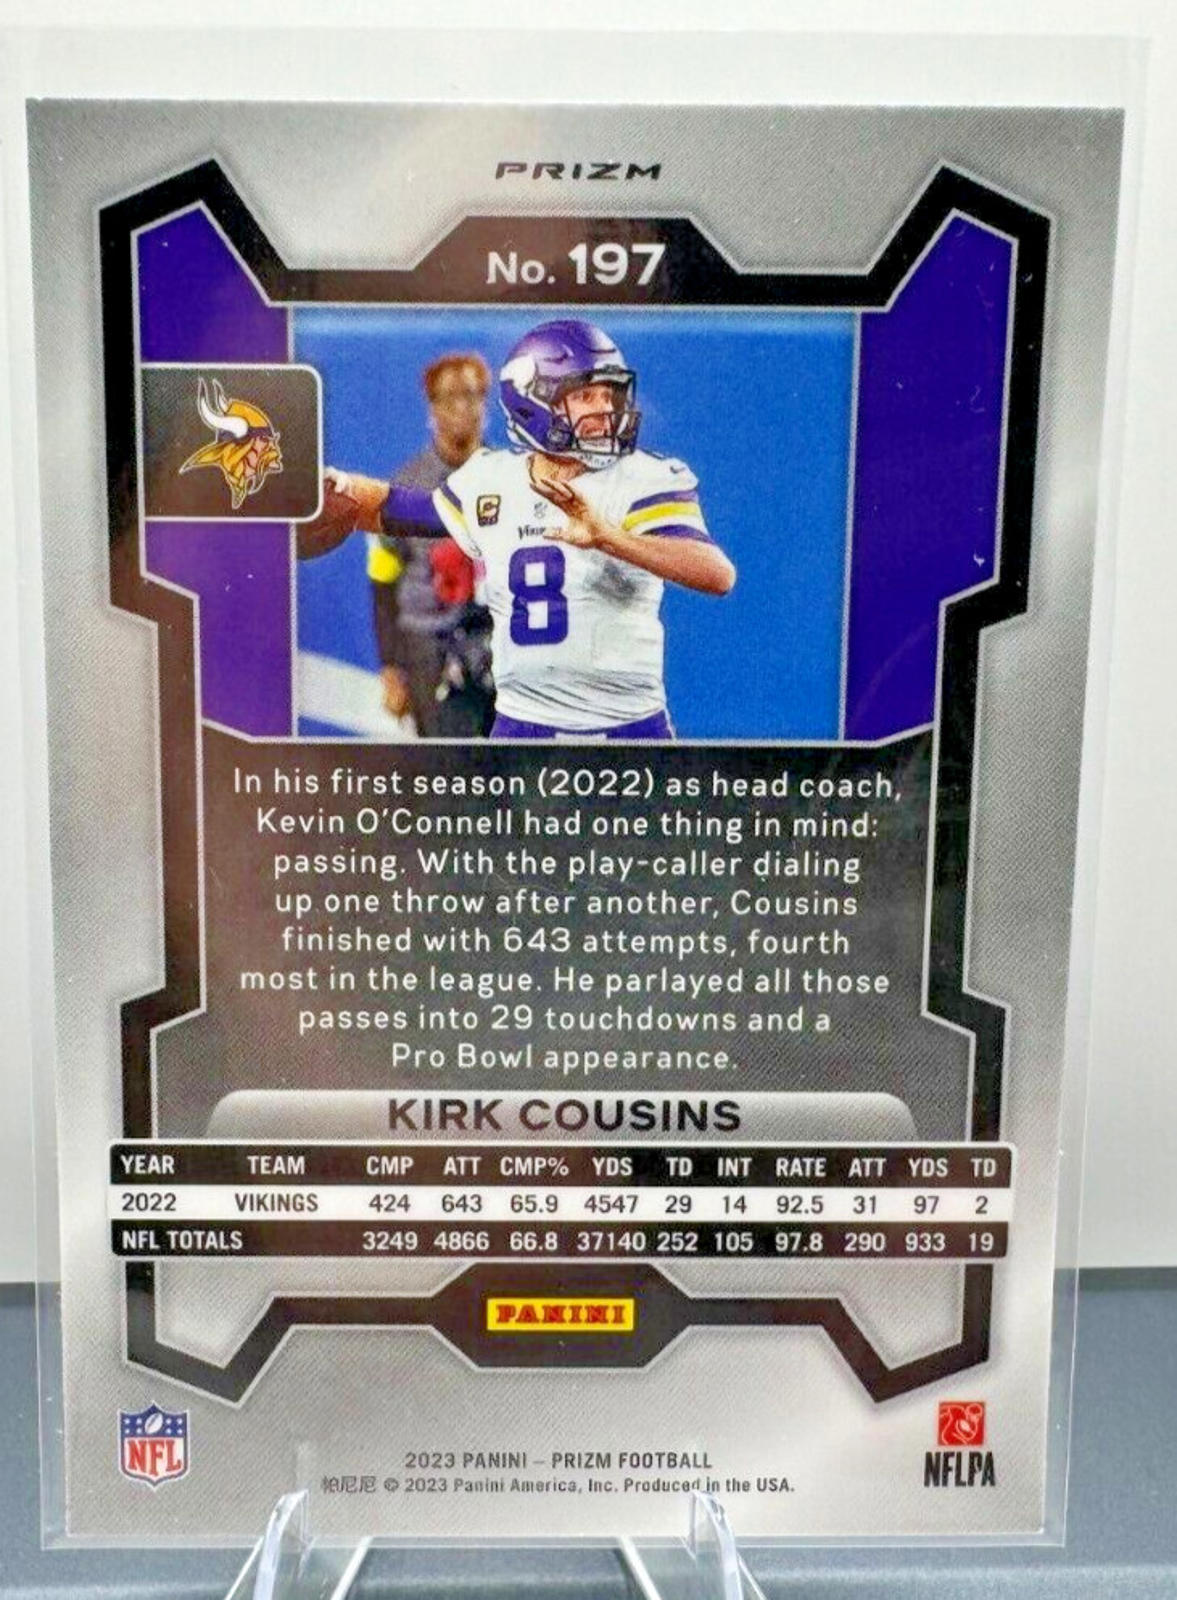 PRIZM
No. 197
C
8
8
In his first season (2022) as head coach,
Kevin O'Connell had one thing in mind:
passing. With the play-caller dialing
up one throw after another, Cousins
finished with 643 attempts, fourth
most in the league. He parlayed all those
passes into 29 touchdowns and a
Pro Bowl appearance.
KIRK COUSINS
YEAR TEAM CMP ATT CMP% YDS TD INT RATE ATT YDS TD
2022 VIKINGS 424 643 65.9 4547 29 14 92.5 31 97 2
NFL TOTALS 3249 4866 66.8 37140 252 105 97.8 290 933 19
PANINI
NFL
NFLPA
2023 PANINI – PRIZM FOOTBALL
帕尼尼 © 2023 Panini America, Inc. Produced in the USA.